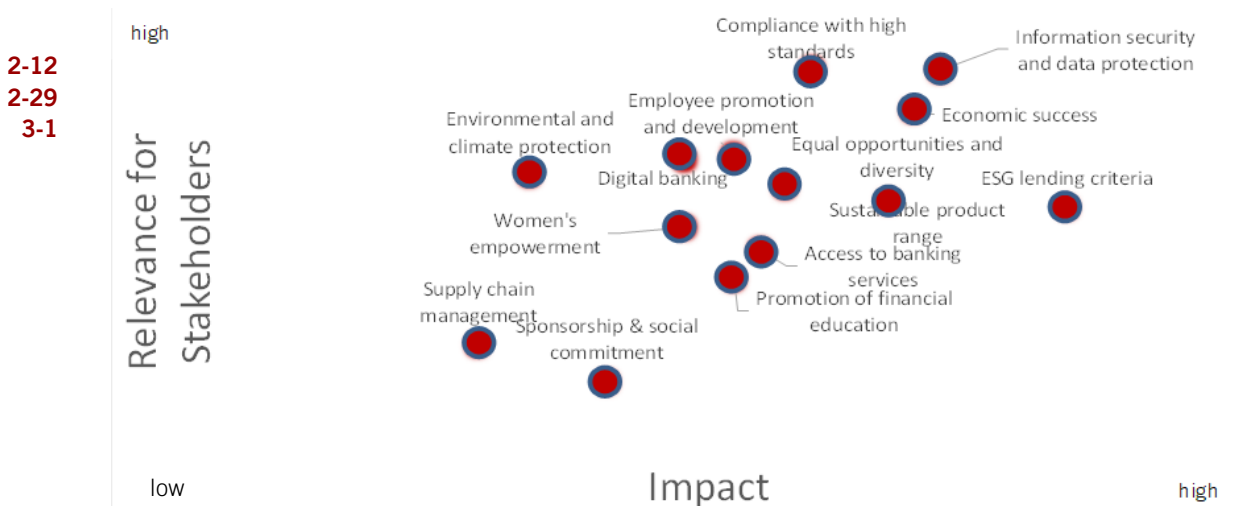 high
2-12
2-29
3-1
Relevance for
Stakeholders
Compliance with high
standards
Information security
and data protection
Economic success
Employee promotion
and development
Environmental and
climate protection
Equal opportunities and
diversity
Digital banking
ESG lending criteria
Sustainable product
range
Women's
empowerment
Access to banking
services
Promotion of financial
education
Supply chain
management
Sponsorship & social
commitment
low
Impact
high